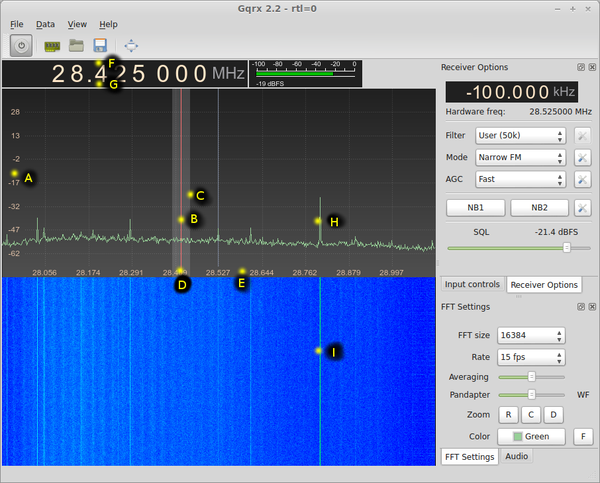 Gqrx 2.2 - rtl=0
File Data View Help
28.425 000 MHz
-100 -80 -60 -40 -20 0
-19 dBFS
F
G
28
13
-2
-17
-32
-47
-62
A
C
B
H
28.056 28.174 28.291 28.527 28.644 28.762 28.879 28.997
D
E
I
Receiver Options
-100.000 kHz
Hardware freq: 28.525000 MHz
Filter User (50k)
Mode Narrow FM
AGC Fast
NB1 NB2
SQL -21.4 dBFS
Input controls Receiver Options
FFT Settings
FFT size 16384
Rate 15 fps
Averaging
Pandapter WF
Zoom R C D
Color Green F
FFT Settings Audio